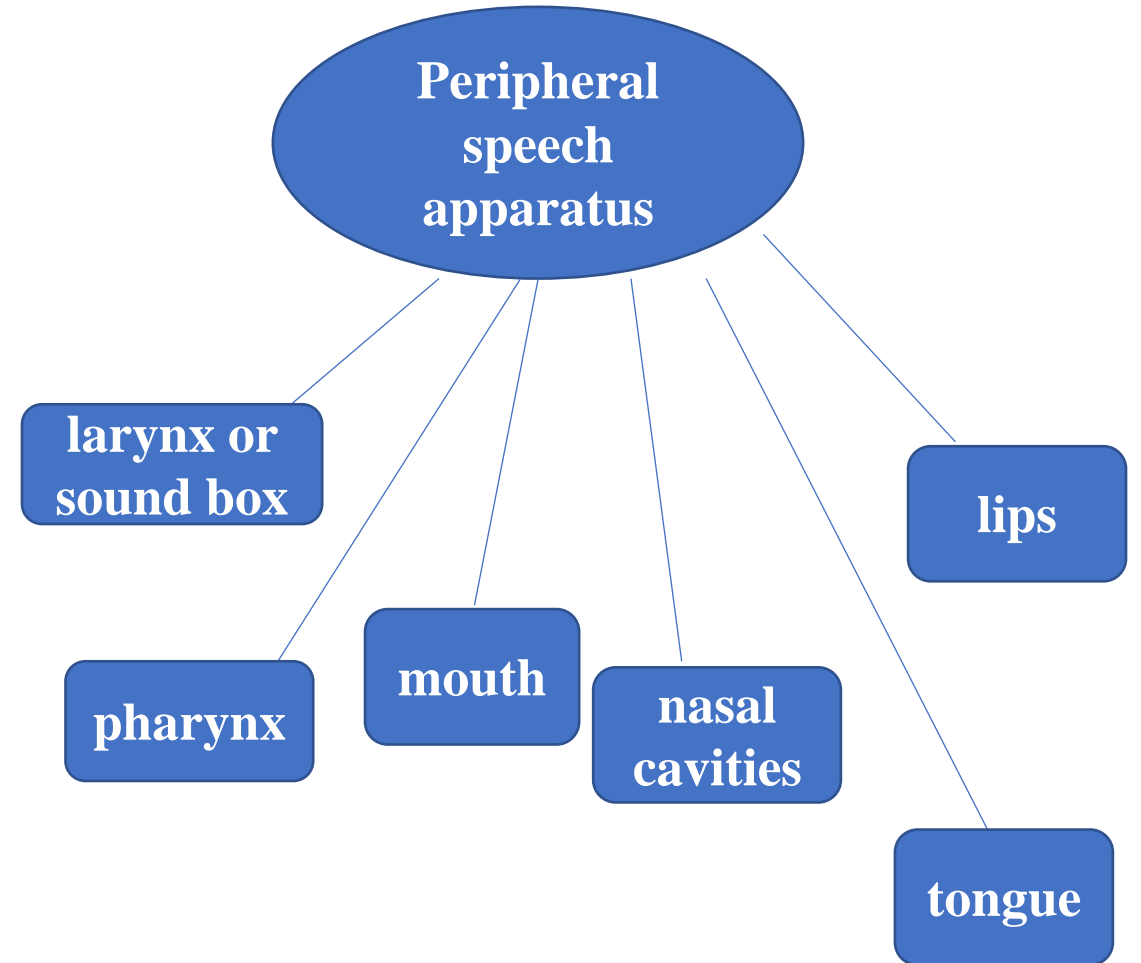 Peripheral
speech
apparatus
larynx or
sound box
lips
pharynx
mouth
nasal
cavities
tongue